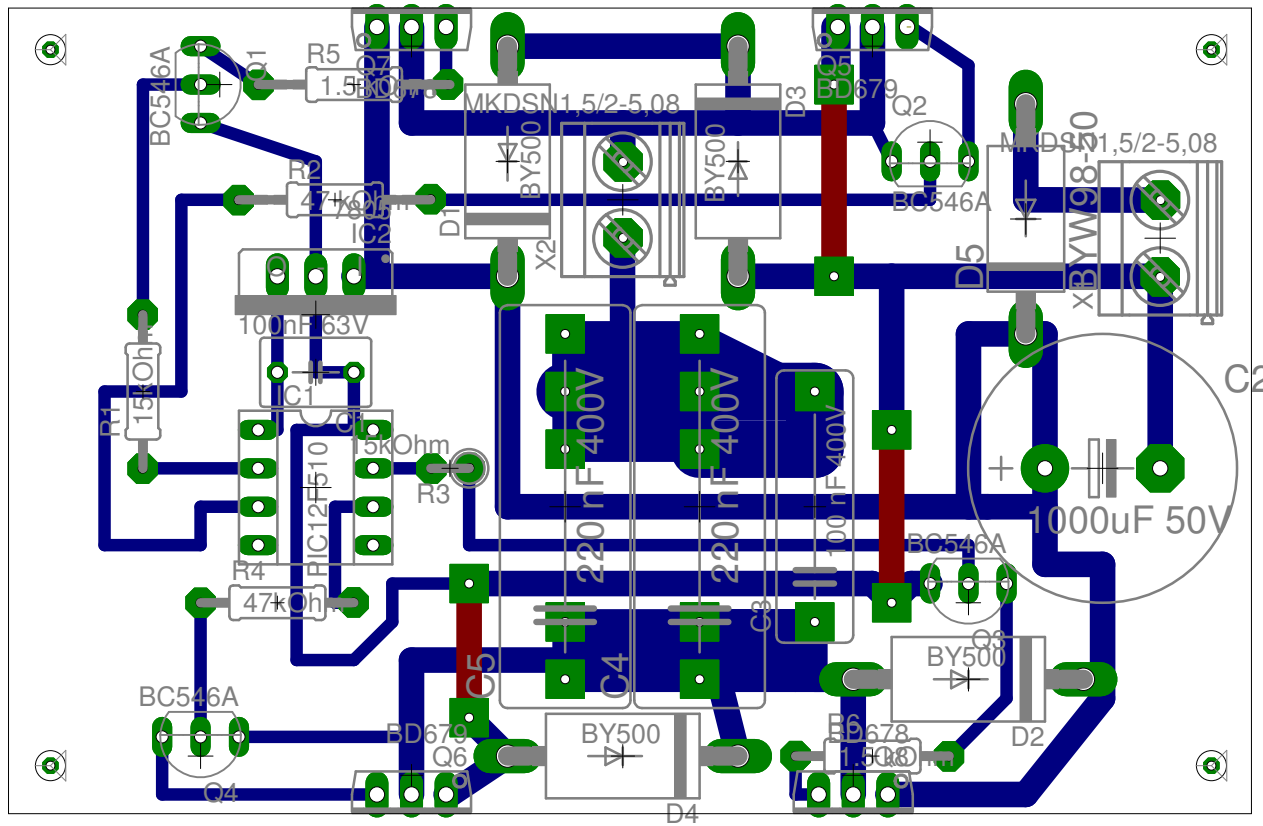 Q1
BC546A
R5
1.5kOhm
Q7
BD678
MKDSN1,5/2-5,08
BY500
D1
X2
BY500
D3
Q5
BD679
Q2
BC546A
MKDSN1,5/2-5,08
BYW98-50
D5
X1
R2
47kOhm
7805
IC2
100nF 63V
C1
R1
15kOhm
PIC12F510
15kOhm
R3
220 nF 400V
C5
220 nF 400V
C4
100 nF 400V
C3
C2
+
1000uF 50V
BC546A
Q3
R4
47kOhm
BC546A
Q4
BD679
Q6
BY500
D4
BY500
D2
R6
BD678
1.5kOhm
Q8